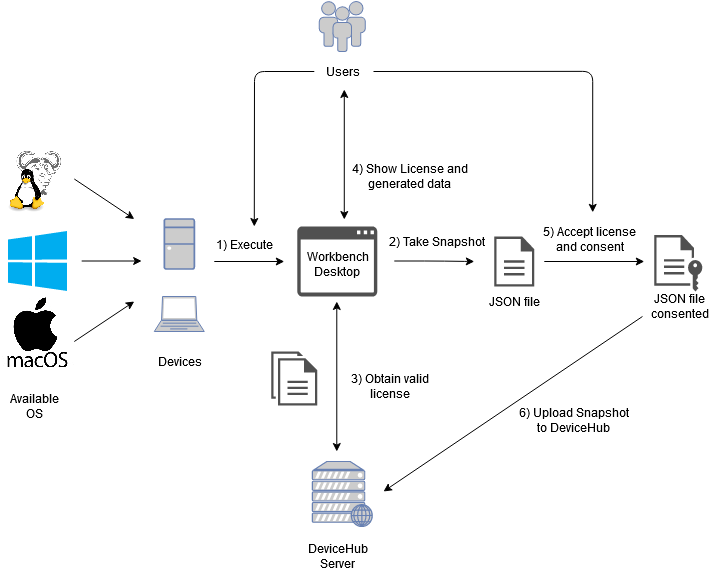 Users
4) Show License and
generated data
1) Execute
Workbench
Desktop
2) Take Snapshot
5) Accept license
and consent
JSON file
JSON file
consented
macOS
Devices
Available
OS
3) Obtain valid
license
6) Upload Snapshot
to DeviceHub
DeviceHub
Server